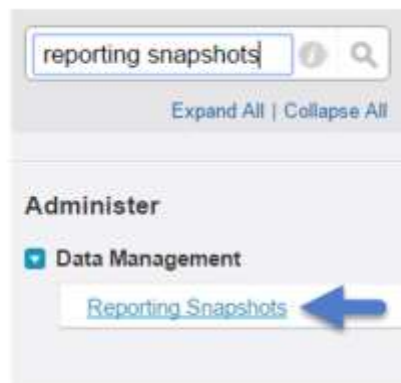 reporting snapshots
Expand All | Collapse All
Administer
Data Management
Reporting Snapshots